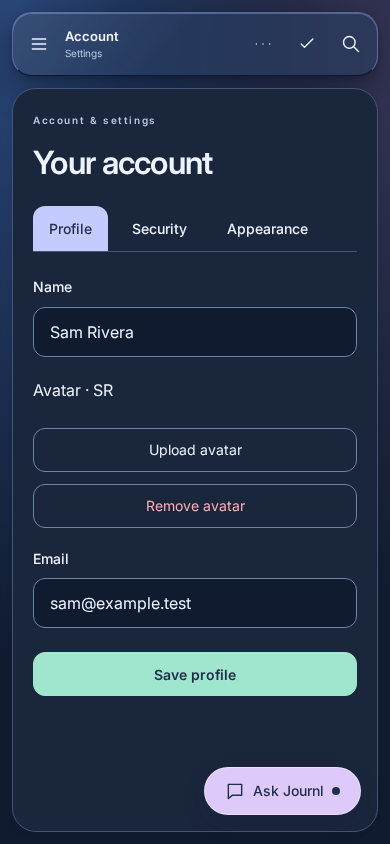 Account
Settings
...
Account & settings
Your account
Profile Security Appearance
Name
Sam Rivera
Avatar · SR
Upload avatar
Remove avatar
Email
sam@example.test
Save profile
Ask Journl